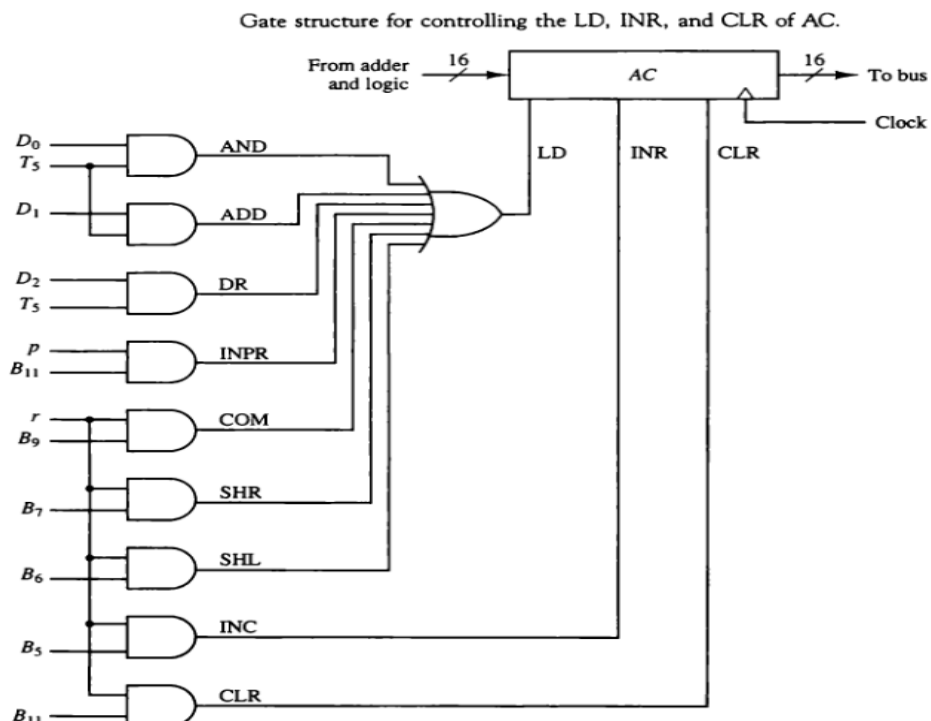 Gate structure for controlling the LD, INR, and CLR of AC.
From adder and logic
16
AC
16
To bus
Clock
LD
INR
CLR
D₀
T₅
AND
D₁
ADD
D₂
T₅
DR
p
B₁₁
INPR
r
B₉
COM
B₇
SHR
B₆
SHL
B₅
INC
B₁₁
CLR